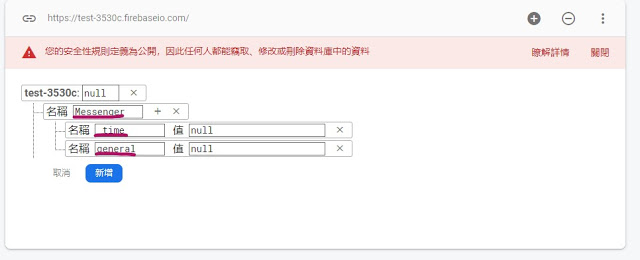 https://test-3530c.firebaseio.com/
您的安全性規則定義為公開，因此任何人都能竊取、修改或刪除資料庫中的資料 瞭解詳情 關閉
test-3530c: null ×
名稱 Messenger + ×
名稱 _time 值 null ×
名稱 general 值 null ×
取消 新增